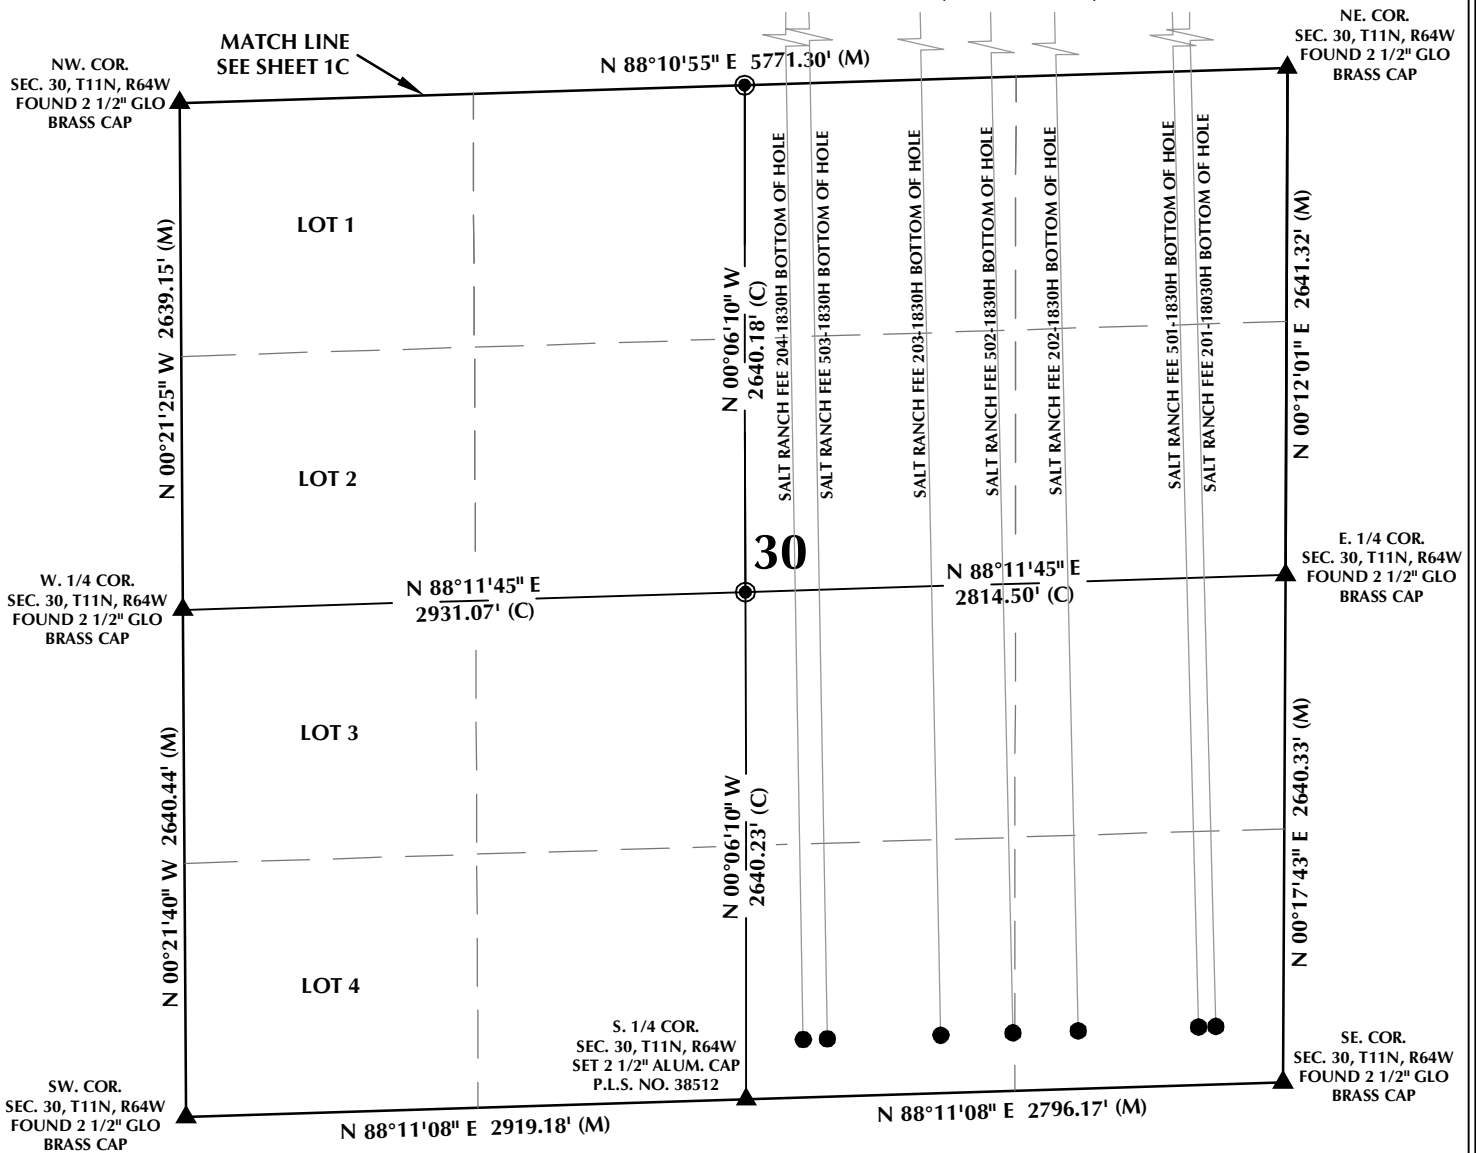 MATCH LINE
SEE SHEET 1C
NW. COR.
SEC. 30, T11N, R64W
FOUND 2 1/2" GLO
BRASS CAP
N 88°10'55" E 5771.30' (M)
NE. COR.
SEC. 30, T11N, R64W
FOUND 2 1/2" GLO
BRASS CAP
LOT 1
N 00°21'25" W 2639.15' (M)
N 00°06'10" W
2640.18' (C)
SALT RANCH FEE 204-1830H BOTTOM OF HOLE
SALT RANCH FEE 503-1830H BOTTOM OF HOLE
SALT RANCH FEE 203-1830H BOTTOM OF HOLE
SALT RANCH FEE 502-1830H BOTTOM OF HOLE
SALT RANCH FEE 202-1830H BOTTOM OF HOLE
SALT RANCH FEE 501-1830H BOTTOM OF HOLE
SALT RANCH FEE 201-18030H BOTTOM OF HOLE
N 00°12'01" E 2641.32' (M)
LOT 2
30
W. 1/4 COR.
SEC. 30, T11N, R64W
FOUND 2 1/2" GLO
BRASS CAP
N 88°11'45" E
2931.07' (C)
N 88°11'45" E
2814.50' (C)
E. 1/4 COR.
SEC. 30, T11N, R64W
FOUND 2 1/2" GLO
BRASS CAP
LOT 3
N 00°21'40" W 2640.44' (M)
N 00°06'10" W
2640.23' (C)
N 00°17'43" E 2640.33' (M)
LOT 4
S. 1/4 COR.
SEC. 30, T11N, R64W
SET 2 1/2" ALUM. CAP
P.L.S. NO. 38512
SE. COR.
SEC. 30, T11N, R64W
FOUND 2 1/2" GLO
BRASS CAP
SW. COR.
SEC. 30, T11N, R64W
FOUND 2 1/2" GLO
BRASS CAP
N 88°11'08" E 2919.18' (M)
N 88°11'08" E 2796.17' (M)